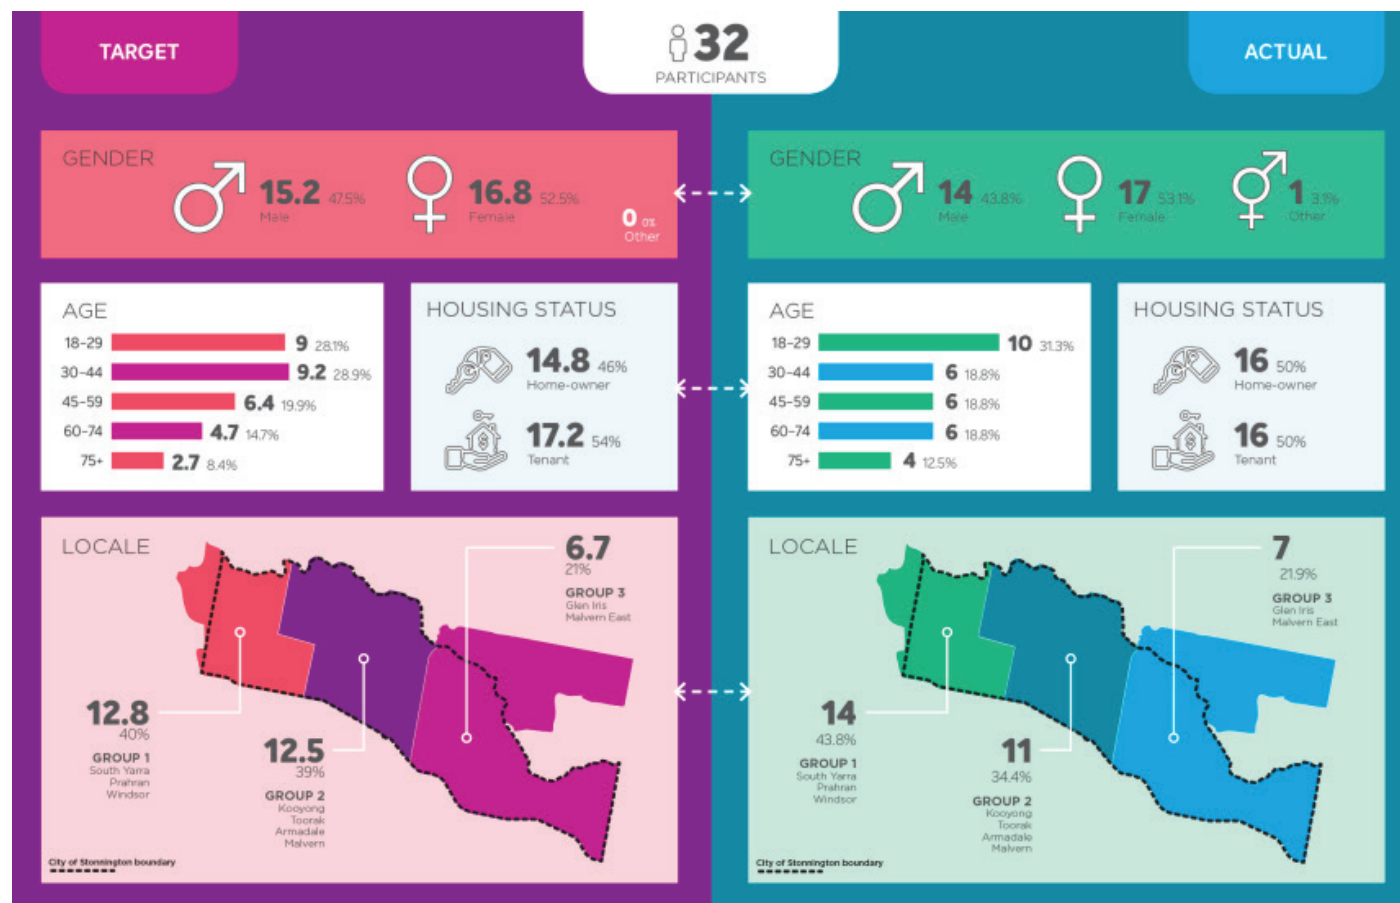 TARGET
32
PARTICIPANTS
ACTUAL
GENDER
15.2 47.5%
Male
16.8 52.5%
Female
0 0%
Other
AGE
18-29 9 28.1%
30-44 9.2 28.9%
45-59 6.4 19.9%
60-74 4.7 14.7%
75+ 2.7 8.4%
HOUSING STATUS
14.8 46%
Home-owner
17.2 54%
Tenant
LOCALE
6.7
21%
GROUP 3
Glen Iris
Malvern East
12.8
40%
GROUP 1
South Yarra
Prahran
Windsor
12.5
39%
GROUP 2
Kooyong
Toorak
Armadale
Malvern
City of Stonnington boundary
GENDER
14 43.8%
Male
17 53.1%
Female
1 3.1%
Other
AGE
18-29 10 31.3%
30-44 6 18.8%
45-59 6 18.8%
60-74 6 18.8%
75+ 4 12.5%
HOUSING STATUS
16 50%
Home-owner
16 50%
Tenant
LOCALE
7
21.9%
GROUP 3
Glen Iris
Malvern East
14
43.8%
GROUP 1
South Yarra
Prahran
Windsor
11
34.4%
GROUP 2
Kooyong
Toorak
Armadale
Malvern
City of Stonnington boundary